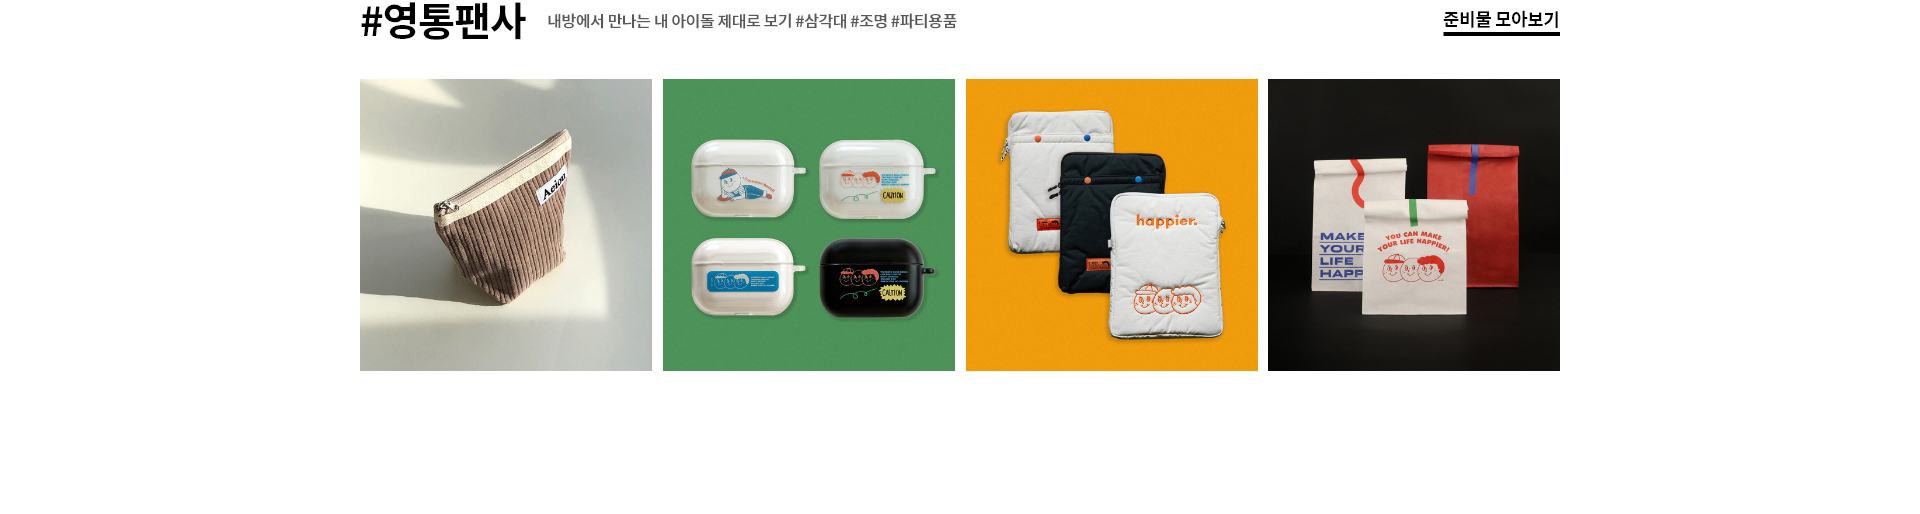 #영통팬사
내방에서 만나는 내 아이돌 제대로 보기 #삼각대 #조명 #파티용품
준비물 모아보기
Aeiou
CAUTION
CAUTION
happier.
MAKE
YOUR
LIFE
HAPP
YOU CAN MAKE
YOUR LIFE HAPPIER!